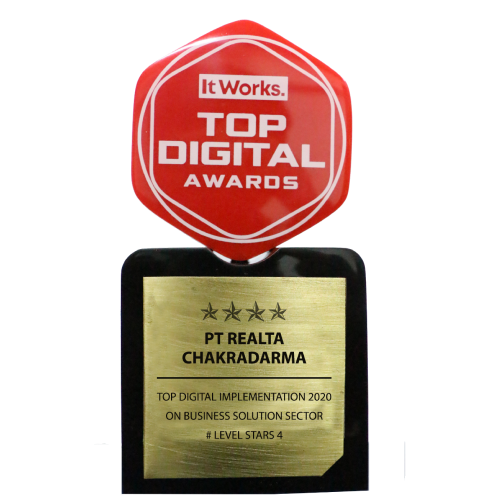 It Works.
TOP
DIGITAL
AWARDS
PT REALTA
CHAKRADARMA
TOP DIGITAL IMPLEMENTATION 2020
ON BUSINESS SOLUTION SECTOR
# LEVEL STARS 4